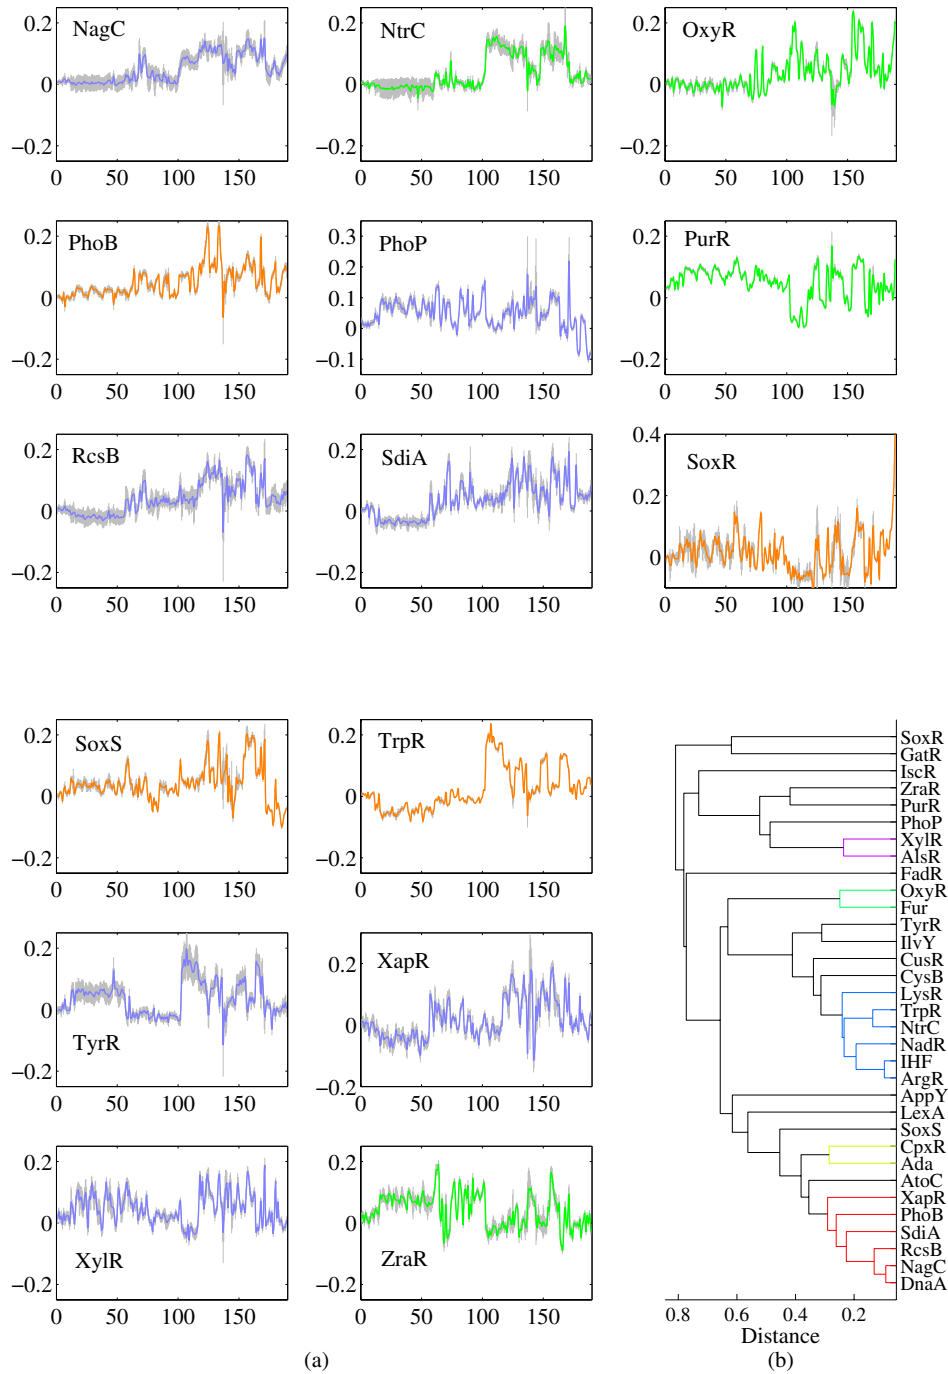 NagC
0.2
0
−0.2
0 50 100 150
NtrC
0.1
0
−0.2
0 50 100 150
OxyR
0.2
0
−0.2
0 50 100 150
PhoB
0.2
0
−0.2
0 50 100 150
PhoP
0.3
0.1
0
−0.1
0 50 100 150
PurR
0.2
0
−0.2
0 50 100 150
RcsB
0.2
0
−0.2
0 50 100 150
SdiA
0.2
0
−0.2
0 50 100 150
SoxR
0.4
0.2
0
0 50 100 150
SoxS
0.2
0
−0.2
0 50 100 150
TrpR
0.2
0
−0.2
0 50 100 150
TyrR
0.2
0
−0.2
0 50 100 150
XapR
0.2
0
−0.2
0 50 100 150
XylR
0.2
0
−0.2
0 50 100 150
ZraR
0.2
0
−0.2
0 50 100 150
(a)
SoxR
GatR
IscR
ZraR
PurR
PhoP
XylR
AlsR
FadR
OxyR
Fur
TyrR
IlvY
CusR
CysB
LysR
TrpR
NtrC
NadR
IHF
ArgR
AppY
LexA
SoxS
CpxR
Ada
AtoC
XapR
PhoB
SdiA
RcsB
NagC
DnaA
0.8 0.6 0.4 0.2
Distance
(b)